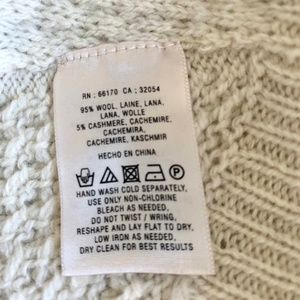 RN : 66170 CA : 32054
95% WOOL, LAINE, LANA,
LANA, WOLLE
5% CASHMERE, CACHEMIRE,
CACHEMIRA,
CACHEMIRE, KASCHMIR
HECHO EN CHINA
HAND WASH COLD SEPARATELY,
USE ONLY NON-CHLORINE
BLEACH AS NEEDED,
DO NOT TWIST / WRING,
RESHAPE AND LAY FLAT TO DRY,
LOW IRON AS NEEDED,
DRY CLEAN FOR BEST RESULTS